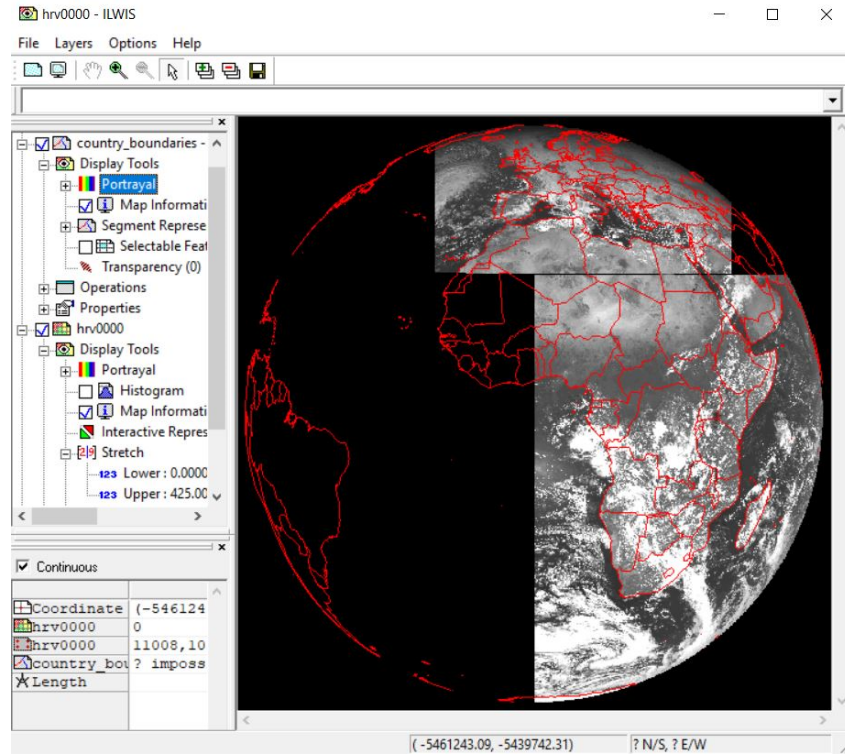 hrv0000 - ILWIS
File Layers Options Help
country_boundaries -
Display Tools
Portrayal
Map Informati
Segment Represe
Selectable Feat
Transparency (0)
Operations
Properties
hrv0000
Display Tools
Portrayal
Histogram
Map Informati
Interactive Repres
Stretch
123 Lower : 0.0000
123 Upper : 425.00
Continuous
Coordinate (-546124
hrv0000 0
hrv0000 11008,10
country_bou ? imposs
Length
(-5461243.09, -5439742.31) ? N/S, ? E/W